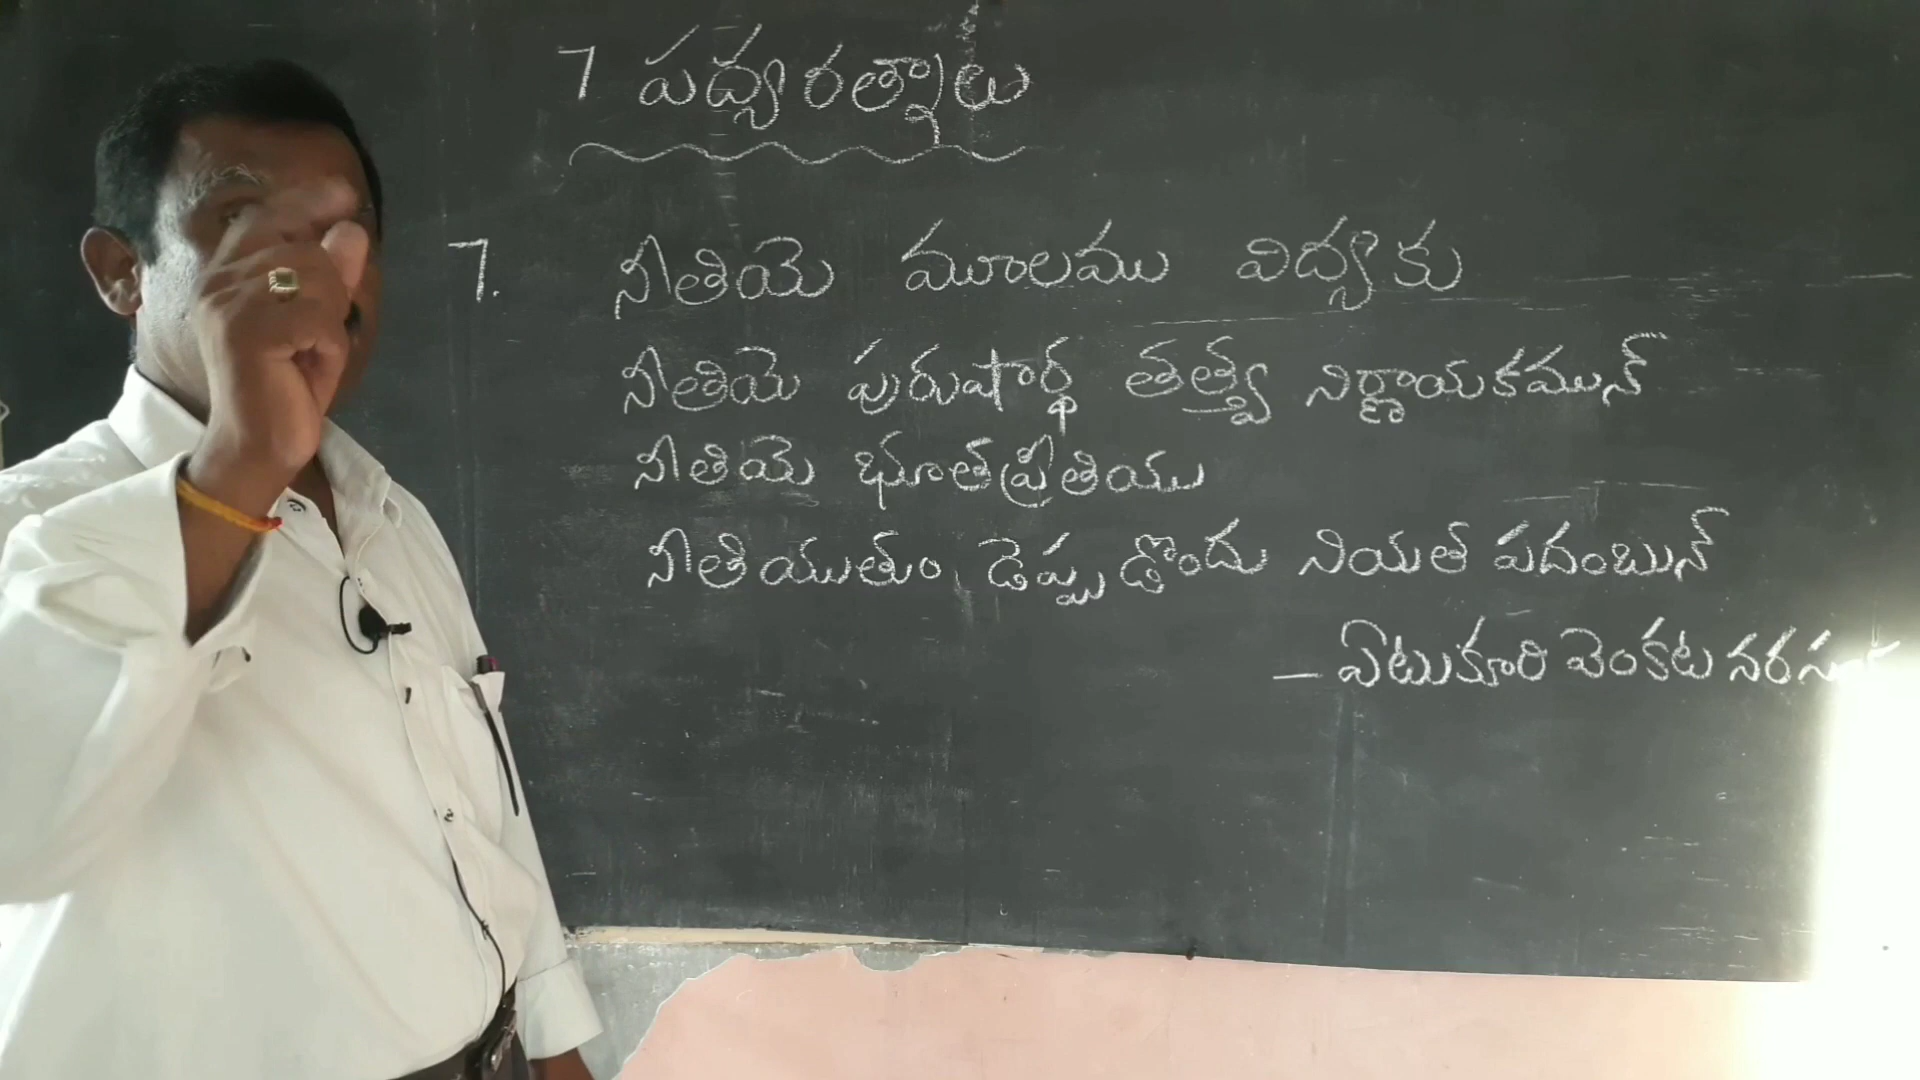 7 పద్యరత్నాలు
7. నీతియె మూలము విద్యకు
నీతియె పురుషార్థ తత్త్వ నిర్ణాయకమున్
నీతియె భూతప్రీతియు
నీతియుతుం డెప్పుడొందు నియత పదంబున్
- ఏటుకూరి వెంకట